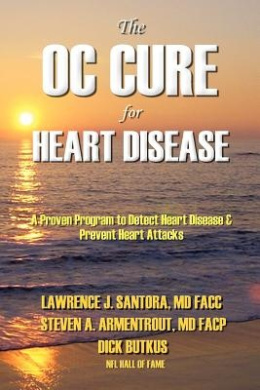 The
OC CURE
for
HEART DISEASE
A Proven Program to Detect Heart Disease &
Prevent Heart Attacks
LAWRENCE J. SANTORA, MD FACC
STEVEN A. ARMENTROUT, MD FACP
DICK BUTKUS
NFL HALL OF FAME